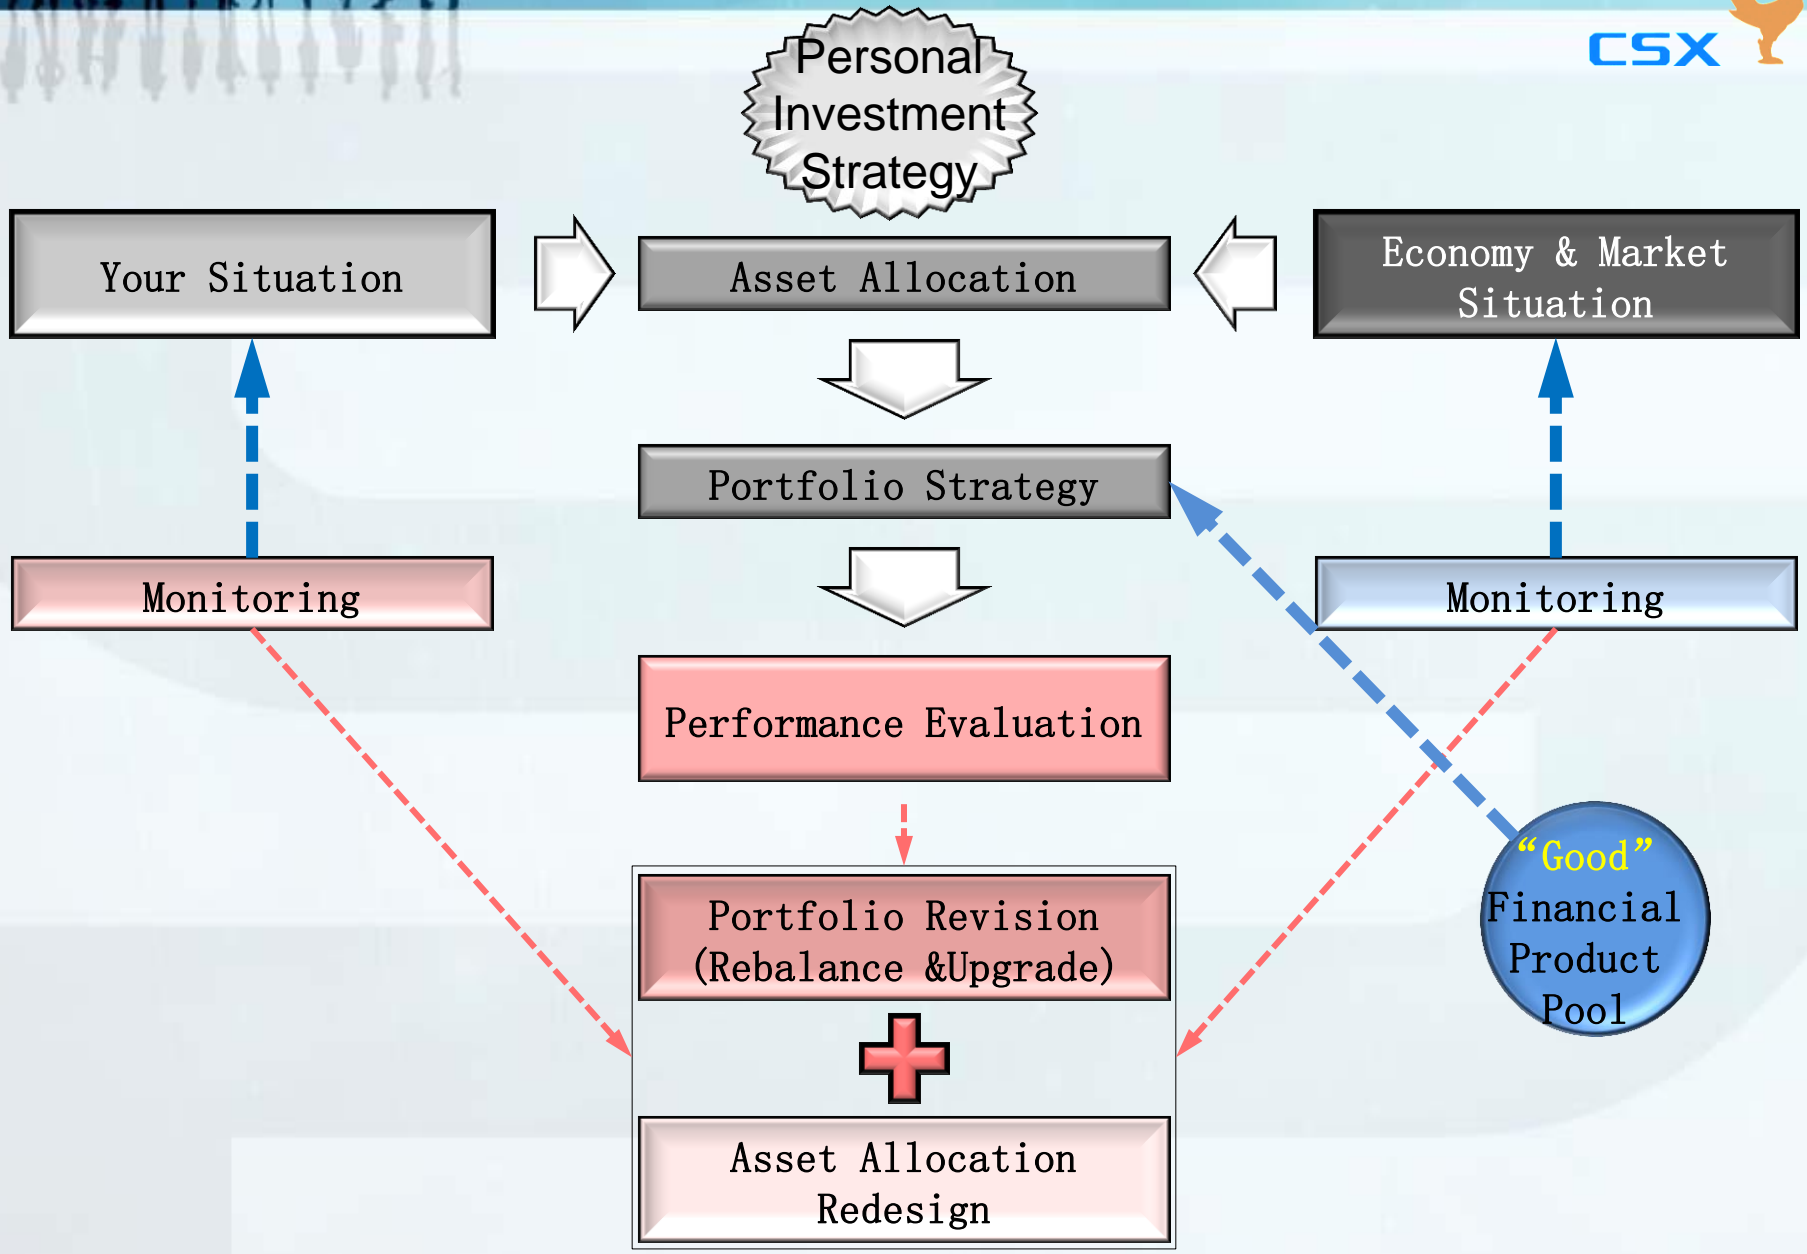 CSX
Personal
Investment
Strategy
Your Situation
Asset Allocation
Economy & Market
Situation
Portfolio Strategy
Monitoring
Monitoring
Performance Evaluation
“Good”
Financial
Product
Pool
Portfolio Revision
(Rebalance &Upgrade)
Asset Allocation
Redesign